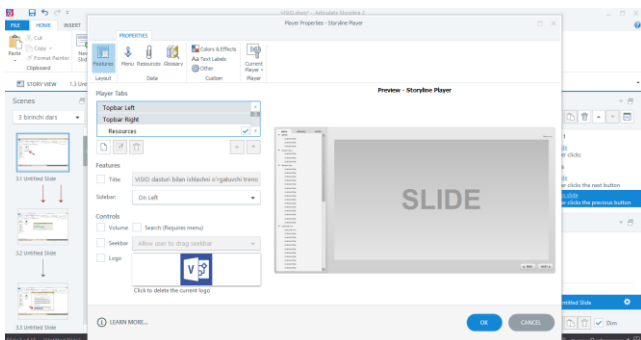 VISIO.story* - Articulate Storyline 2
Player Properties - Storyline Player
FILE HOME INSERT
PROPERTIES
Cut
Copy
Format Painter
Paste
Clipboard
New
Features Menu Resources Glossary
Colors & Effects
Text Labels
Other
Current
Player
Layout Data Custom Player
STORY VIEW
Scenes
3 birinchi dars
3.1 Untitled Slide
3.2 Untitled Slide
3.3 Untitled Slide
Player Tabs
Topbar Left
Topbar Right
Resources
Features
Title: VISIO dasturi bilan ishlashni o'rgatuvchi treno
Sidebar: On Left
Controls
Volume Search (Requires menu)
Seekbar Allow user to drag seekbar
Logo
V
Click to delete the current logo
LEARN MORE...
Preview - Storyline Player
SLIDE
OK CANCEL
er clicks
er clicks the next button
er clicks the previous button
ntitled Slide
Dim